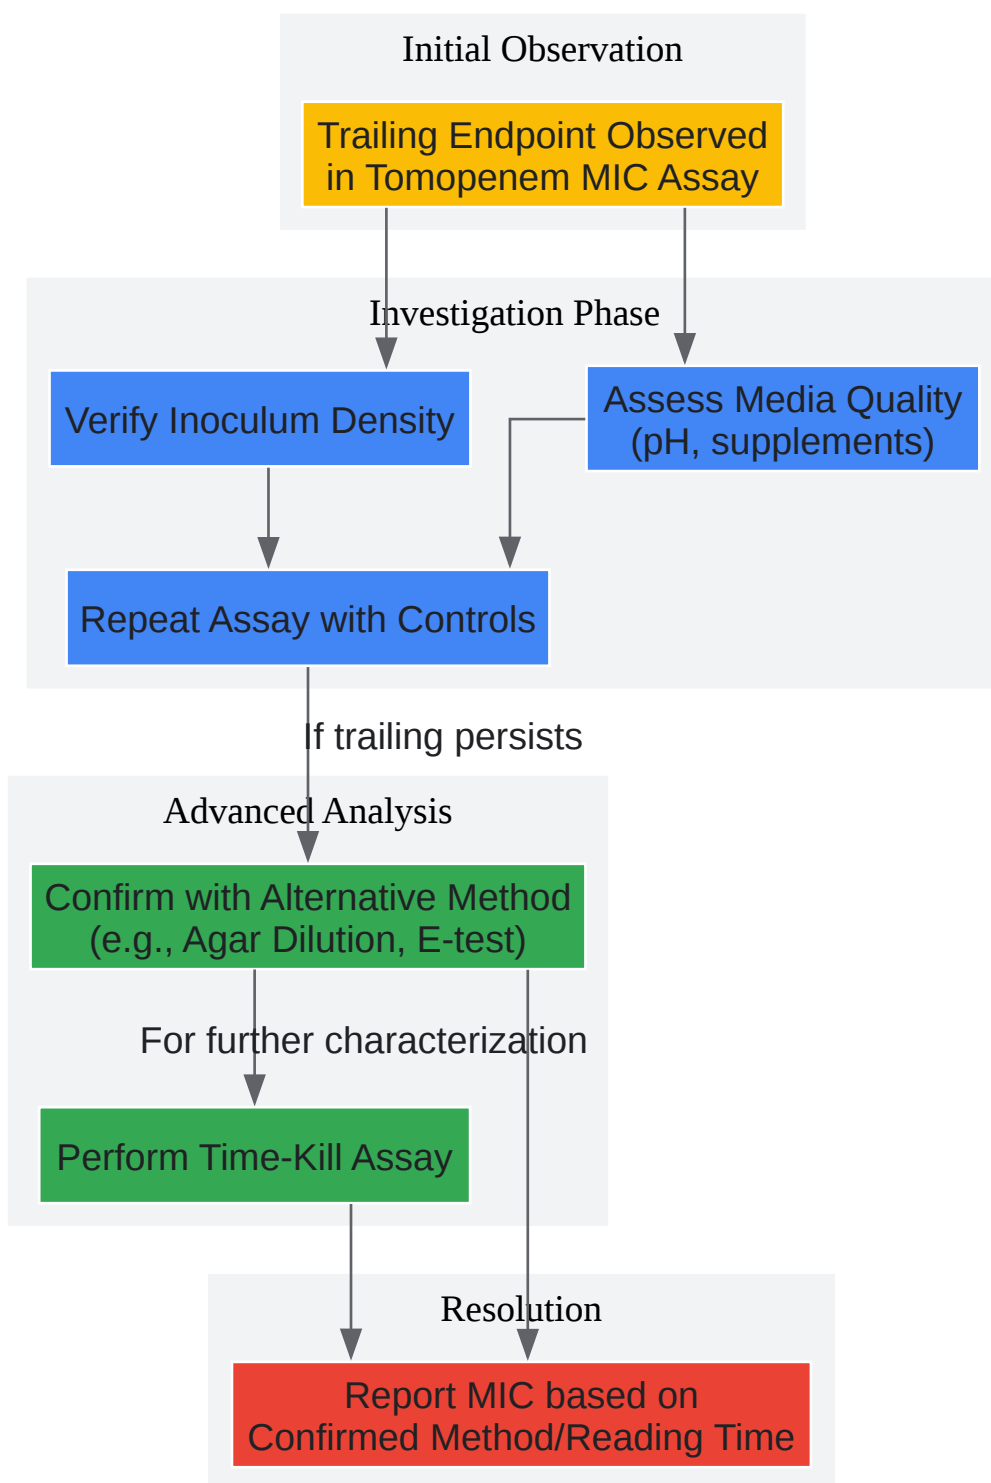 Initial Observation
Trailing Endpoint Observed
in Tomopenem MIC Assay
Investigation Phase
Verify Inoculum Density
Assess Media Quality
(pH, supplements)
Repeat Assay with Controls
If trailing persists
Advanced Analysis
Confirm with Alternative Method
(e.g., Agar Dilution, E-test)
For further characterization
Perform Time-Kill Assay
Resolution
Report MIC based on
Confirmed Method/Reading Time